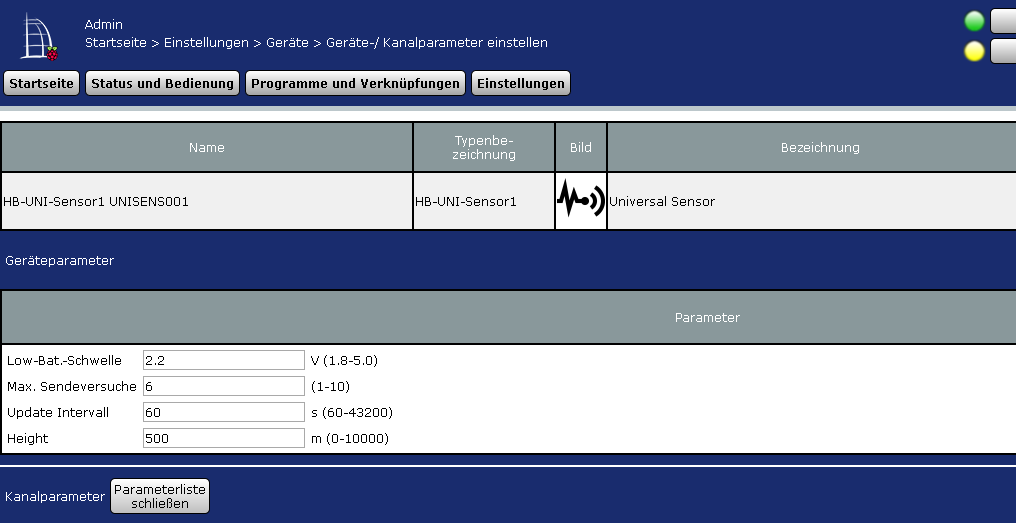 Admin
Startseite > Einstellungen > Geräte > Geräte-/ Kanalparameter einstellen
Startseite
Status und Bedienung
Programme und Verknüpfungen
Einstellungen
Name
Typenbe-
zeichnung
Bild
Bezeichnung
HB-UNI-Sensor1 UNISENS001
HB-UNI-Sensor1
Universal Sensor
Geräteparameter
Parameter
Low-Bat.-Schwelle 2.2 V (1.8-5.0)
Max. Sendeversuche 6 (1-10)
Update Intervall 60 s (60-43200)
Height 500 m (0-10000)
Kanalparameter
Parameterliste
schließen